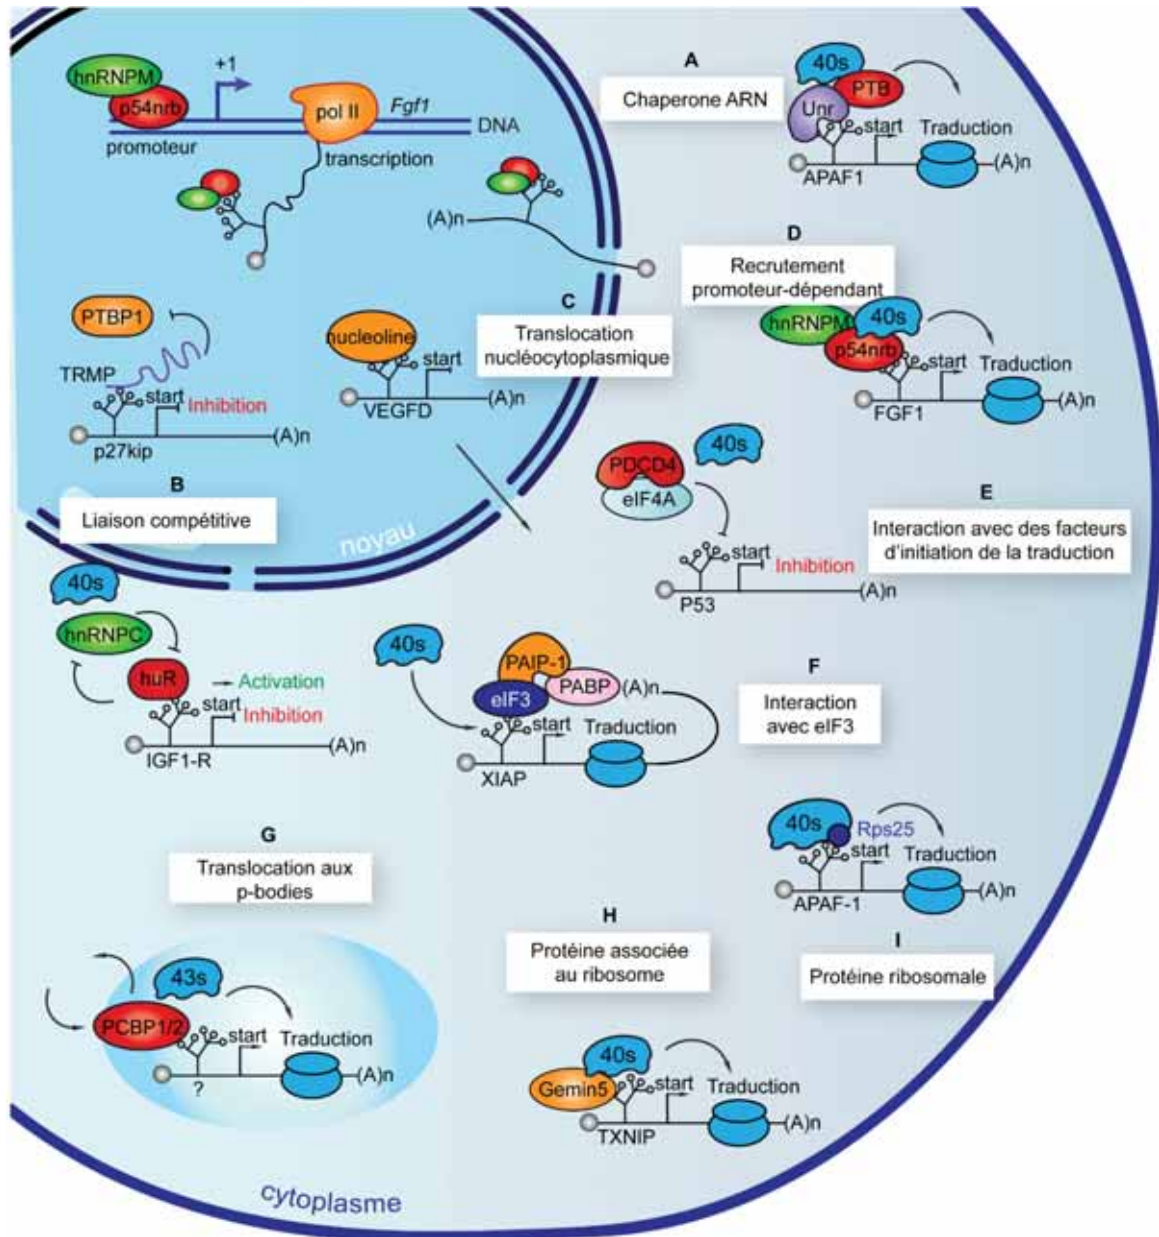 hnRNPM
p54nrb
+1
pol II
Fgf1
DNA
promoteur
transcription
(A)n
A
Chaperone ARN
40s
PTB
Unr
start
Traduction
(A)n
APAF1
D
Recrutement
promoteur-dépendant
hnRNPM
40s
p54nrb
start
Traduction
(A)n
FGF1
PTBP1
TRMP
start
Inhibition
(A)n
p27kip
B
Liaison compétitive
nucleoline
start
(A)n
VEGFD
C
Translocation
nucléocytoplasmique
noyau
PDCD4
40s
eIF4A
start
Inhibition
(A)n
P53
E
Interaction avec des facteurs
d'initiation de la traduction
40s
hnRNPC
huR
Activation
start
Inhibition
(A)n
IGF1-R
40s
PAIP-1
eIF3
PABP
(A)n
start
Traduction
XIAP
F
Interaction
avec eIF3
G
Translocation aux
p-bodies
43s
PCBP1/2
start
Traduction
(A)n
?
H
Protéine associée
au ribosome
40s
Gemin5
start
Traduction
(A)n
TXNIP
40s
Rps25
start
Traduction
(A)n
APAF-1
I
Protéine ribosomale
cytoplasme